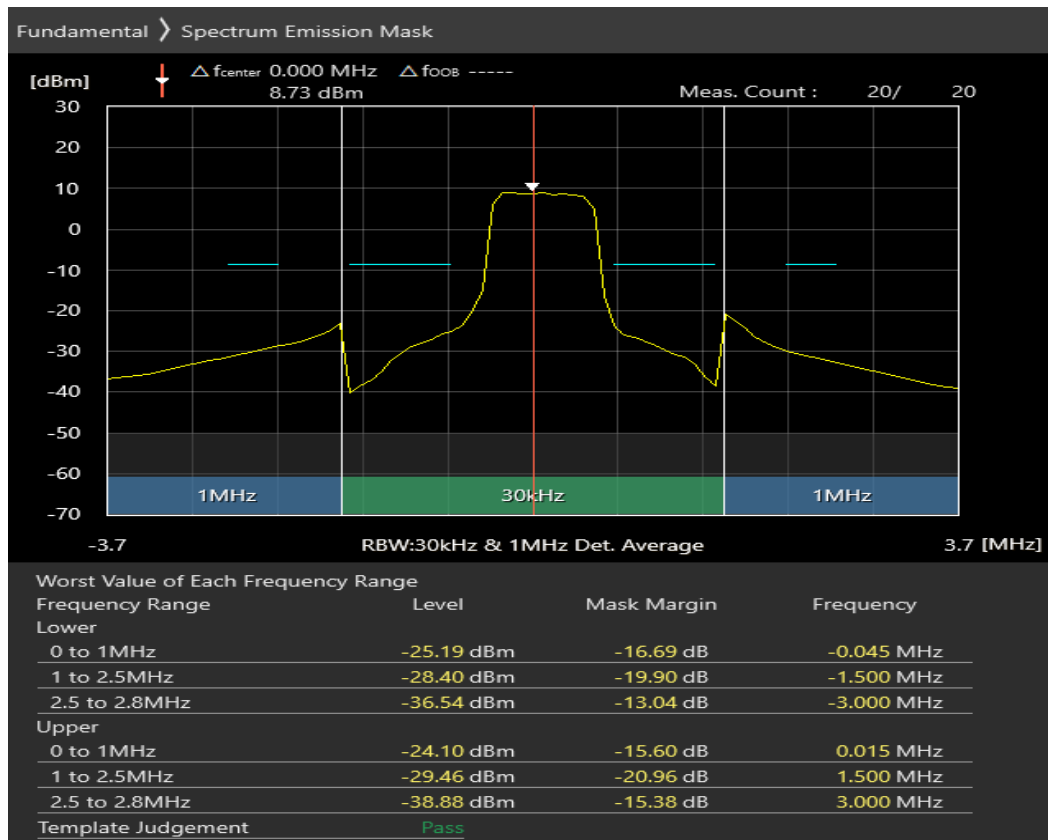 Fundamental 〉 Spectrum Emission Mask
[dBm] △ fcenter 0.000 MHz △ fOOB -----
8.73 dBm Meas. Count : 20/ 20
30
20
10
0
-10
-20
-30
-40
-50
-60
1MHz 30kHz 1MHz
-70
-3.7 RBW:30kHz & 1MHz Det. Average 3.7 [MHz]
Worst Value of Each Frequency Range
Frequency Range Level Mask Margin Frequency
Lower
0 to 1MHz -25.19 dBm -16.69 dB -0.045 MHz
1 to 2.5MHz -28.40 dBm -19.90 dB -1.500 MHz
2.5 to 2.8MHz -36.54 dBm -13.04 dB -3.000 MHz
Upper
0 to 1MHz -24.10 dBm -15.60 dB 0.015 MHz
1 to 2.5MHz -29.46 dBm -20.96 dB 1.500 MHz
2.5 to 2.8MHz -38.88 dBm -15.38 dB 3.000 MHz
Template Judgement Pass